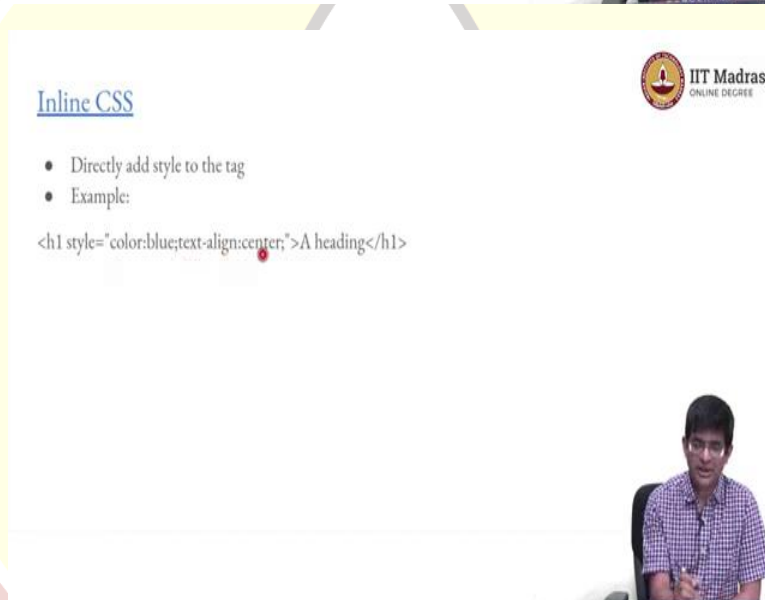 IIT Madras
ONLINE DEGREE
Inline CSS
● Directly add style to the tag
● Example:
<h1 style="color:blue;text-align:center;">A heading</h1>